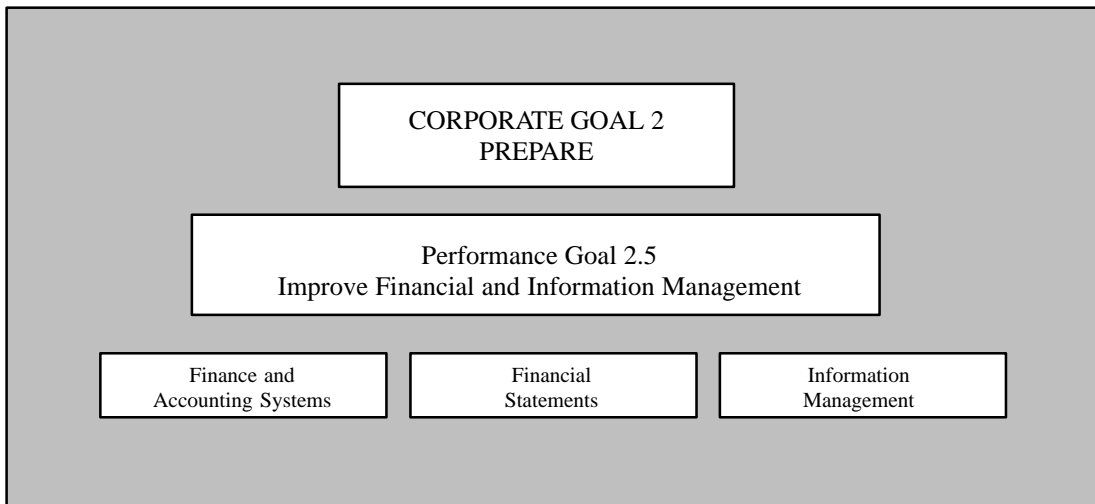 CORPORATE GOAL 2
PREPARE
Performance Goal 2.5
Improve Financial and Information Management
Finance and
Accounting Systems
Financial
Statements
Information
Management